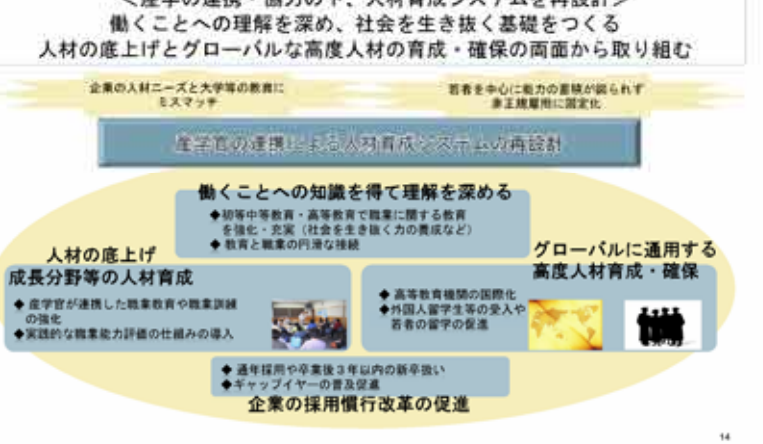 ＜産学の連携・協力の下、人材育成システムを再設計＞
働くことへの理解を深め、社会を生き抜く基礎をつくる
人材の底上げとグローバルな高度人材の育成・確保の両面から取り組む
企業の人材ニーズと大学等の教育に
ミスマッチ
若者を中心に能力の蓄積が図られず
非正規雇用に固定化
産学官の連携による人材育成システムの再設計
働くことへの知識を得て理解を深める
◆初等中等教育・高等教育で職業に関する教育
を強化・充実（社会を生き抜く力の養成など）
◆ 教育と職業の円滑な接続
人材の底上げ
成長分野等の人材育成
◆ 産学官が連携した職業教育や職業訓練
の強化
◆実践的な職業能力評価の仕組みの導入
グローバルに通用する
高度人材育成・確保
◆ 高等教育機関の国際化
◆外国人留学生等の受入や
若者の留学の促進
◆ 通年採用や卒業後３年以内の新卒扱い
◆ギャップイヤーの普及促進
企業の採用慣行改革の促進
14